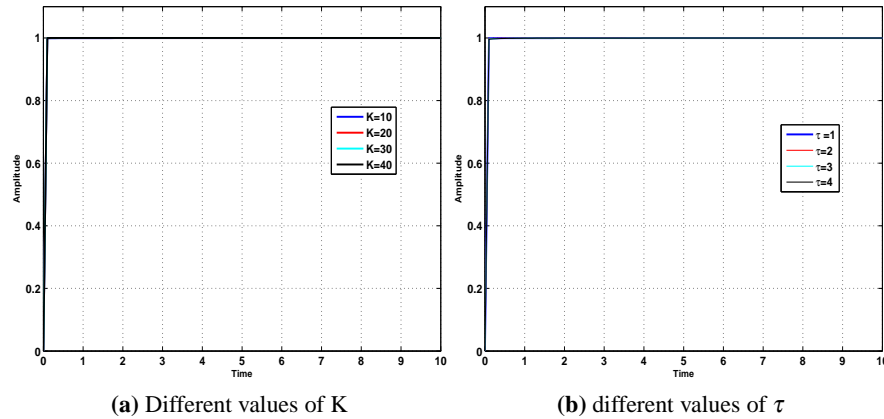 1
0.8
0.6
0.4
0.2
0
Amplitude
K=10
K=20
K=30
K=40
0 1 2 3 4 5 6 7 8 9 10
Time
(a) Different values of K
1
0.8
0.6
0.4
0.2
0
Amplitude
τ =1
τ=2
τ=3
τ=4
0 1 2 3 4 5 6 7 8 9 10
Time
(b) different values of τ